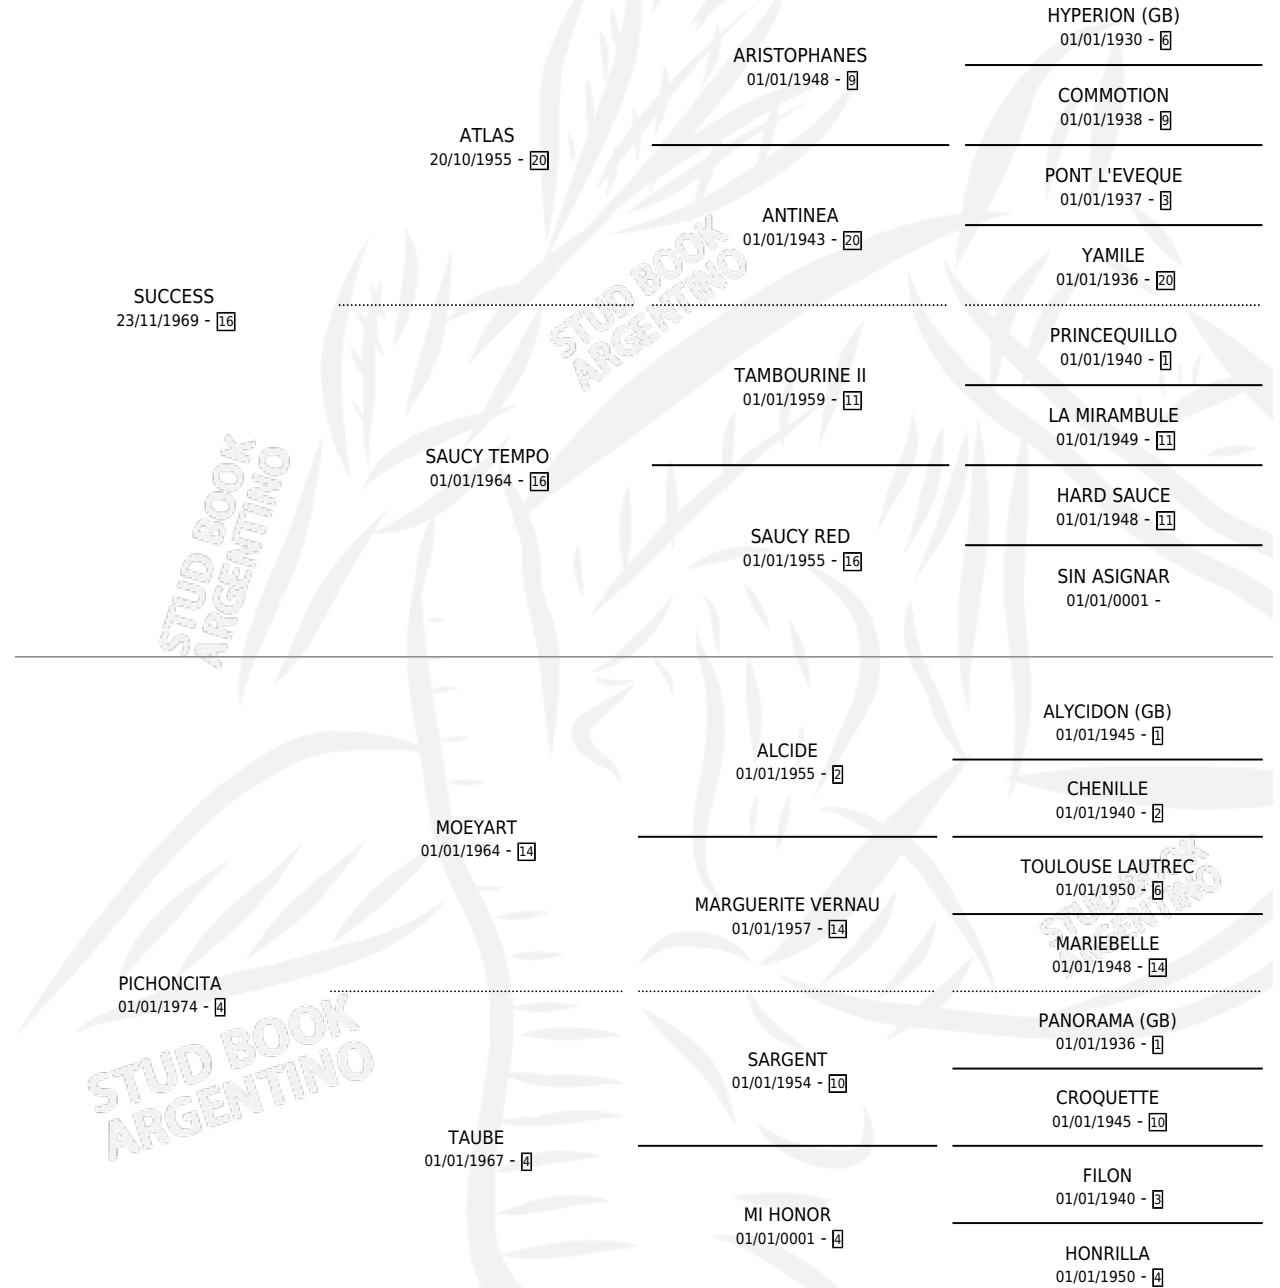 HYPERION (GB)
01/01/1930 - 6
ARISTOPHANES
01/01/1948 - 9
COMMOTION
01/01/1938 - 9
ATLAS
20/10/1955 - 20
PONT L'EVEQUE
01/01/1937 - 3
ANTINEA
01/01/1943 - 20
YAMILE
01/01/1936 - 20
SUCCESS
23/11/1969 - 16
PRINCEQUILLO
01/01/1940 - 1
TAMBOURINE II
01/01/1959 - 11
LA MIRAMBULE
01/01/1949 - 11
SAUCY TEMPO
01/01/1964 - 16
HARD SAUCE
01/01/1948 - 11
SAUCY RED
01/01/1955 - 16
SIN ASIGNAR
01/01/0001 -
ALYCIDON (GB)
01/01/1945 - 1
ALCIDE
01/01/1955 - 2
CHENILLE
01/01/1940 - 2
MOEYART
01/01/1964 - 14
TOULOUSE LAUTREC
01/01/1950 - 6
MARGUERITE VERNAU
01/01/1957 - 14
MARIEBELLE
01/01/1948 - 14
PICHONCITA
01/01/1974 - 4
PANORAMA (GB)
01/01/1936 - 1
SARGENT
01/01/1954 - 10
CROQUETTE
01/01/1945 - 10
TAUBE
01/01/1967 - 4
FILON
01/01/1940 - 3
MI HONOR
01/01/0001 - 4
HONRILLA
01/01/1950 - 4
STUD BOOK
ARGENTINO
STUD BOOK
ARGENTINO
STUD BOOK
ARGENTINO
STUD BOOK
ARGENTINO